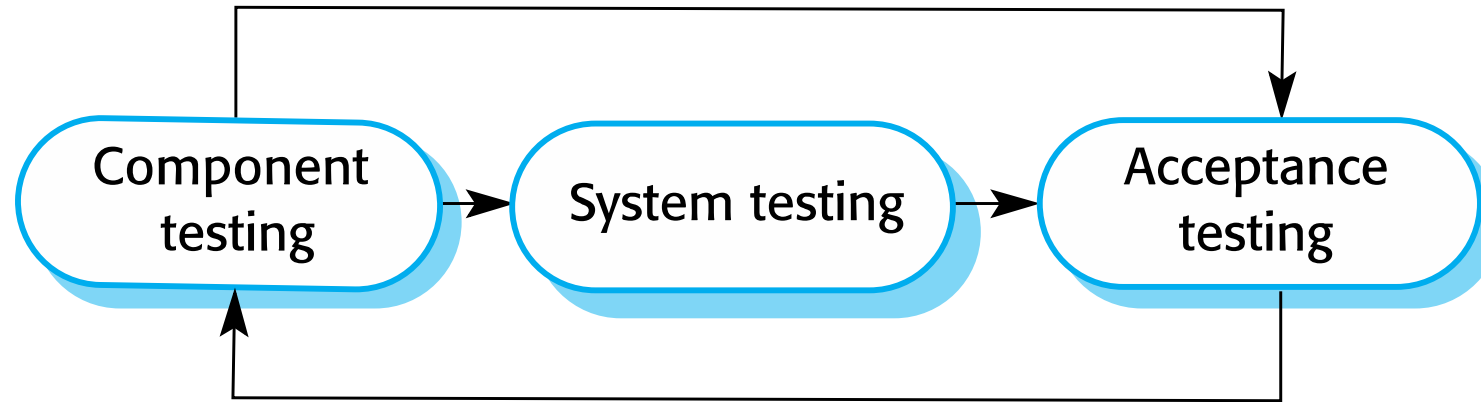 Component
testing
System testing
Acceptance
testing